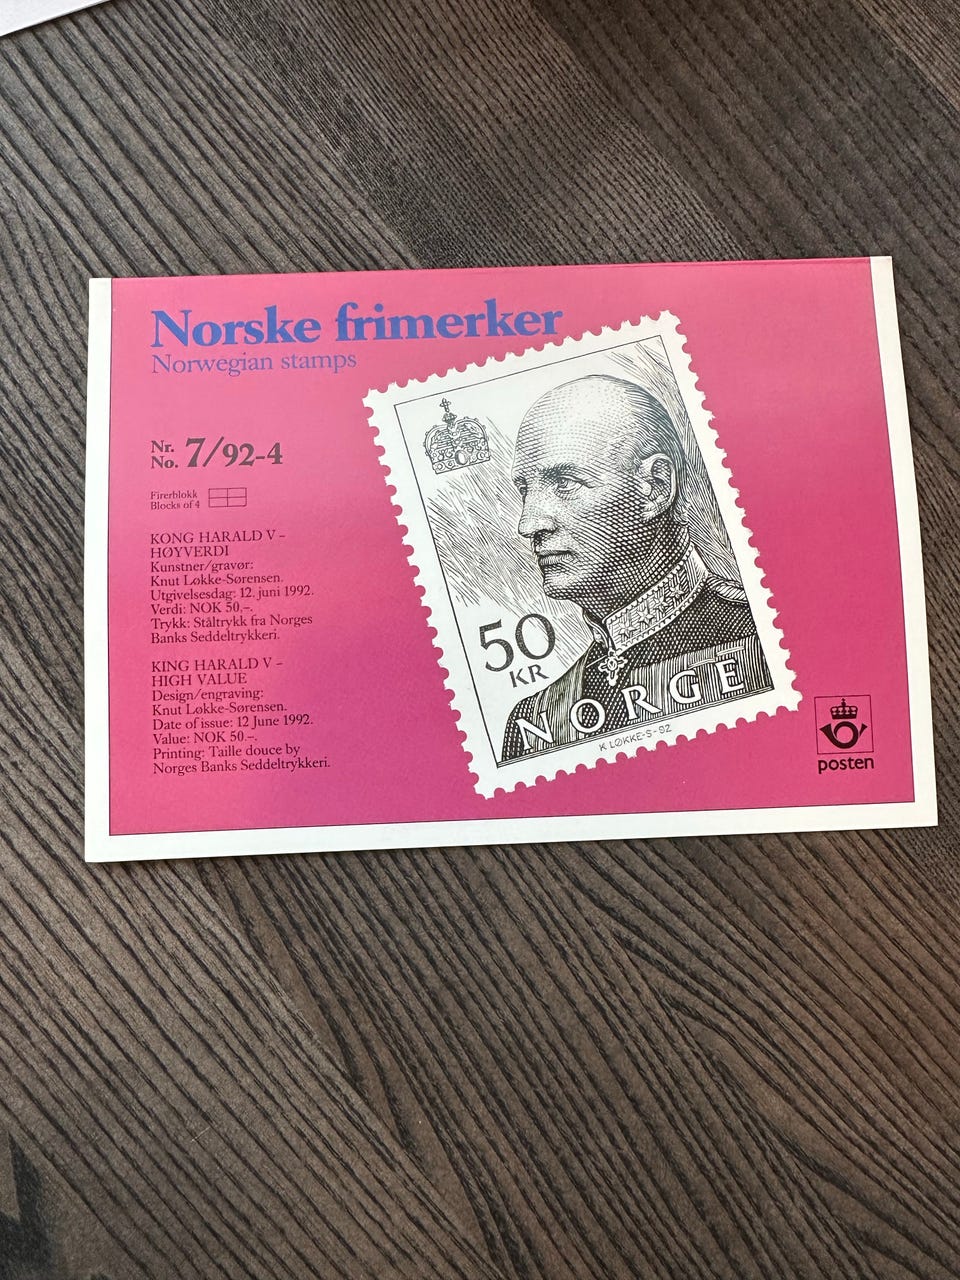 Norske frimerker
Norwegian stamps
Nr.
No. 7/92-4
Firerblokk
Blocks of 4
KONG HARALD V –
HØYVERDI
Kunstner/gravør:
Knut Løkke-Sørensen.
Utgivelsesdag: 12. juni 1992.
Verdi: NOK 50,–.
Trykk: Ståltrykk fra Norges
Banks Seddeltrykkeri.
KING HARALD V –
HIGH VALUE
Design/engraving:
Knut Løkke-Sørensen.
Date of issue: 12 June 1992.
Value: NOK 50.–.
Printing: Taille douce by
Norges Banks Seddeltrykkeri.
50
KR
NORGE
K LØKKE-S-92
posten